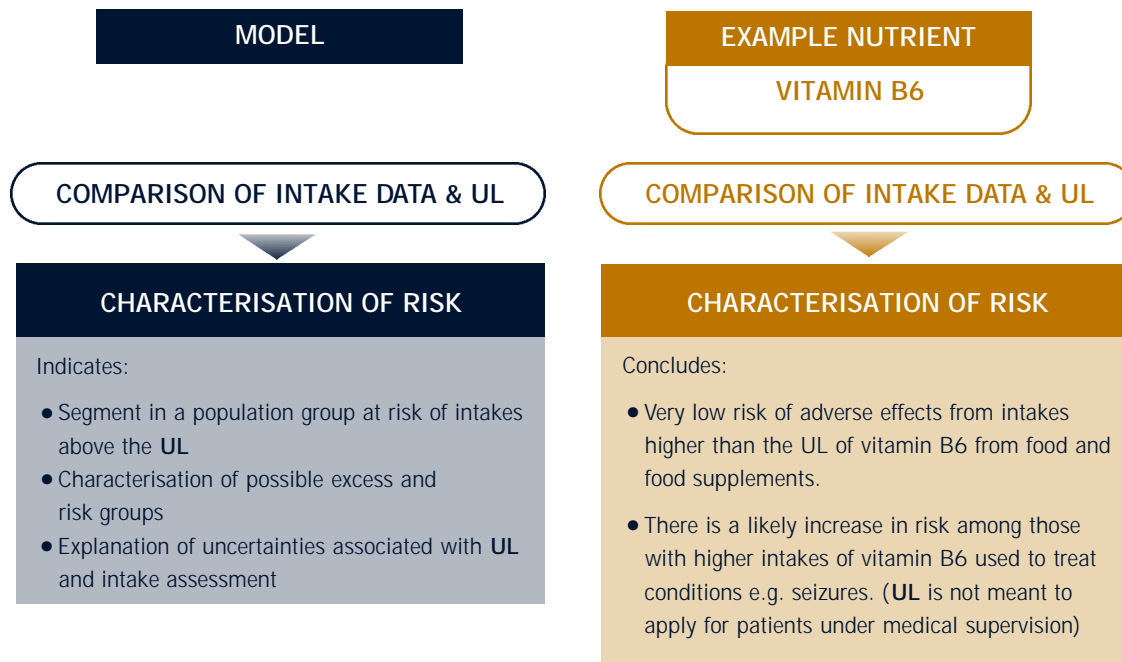 MODEL
COMPARISON OF INTAKE DATA & UL
CHARACTERISATION OF RISK
Indicates:
● Segment in a population group at risk of intakes
above the UL
● Characterisation of possible excess and
risk groups
● Explanation of uncertainties associated with UL
and intake assessment
EXAMPLE NUTRIENT
VITAMIN B6
COMPARISON OF INTAKE DATA & UL
CHARACTERISATION OF RISK
Concludes:
● Very low risk of adverse effects from intakes
higher than the UL of vitamin B6 from food and
food supplements.
● There is a likely increase in risk among those
with higher intakes of vitamin B6 used to treat
conditions e.g. seizures. (UL is not meant to
apply for patients under medical supervision)